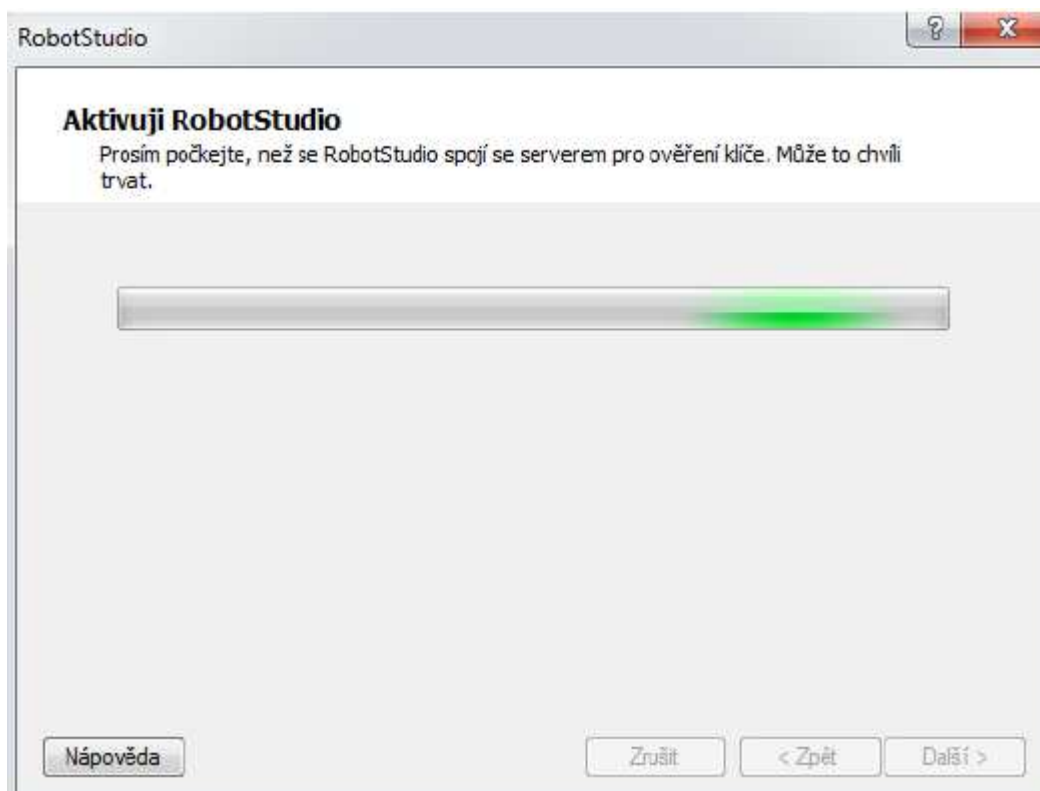 RobotStudio
Aktivuji RobotStudio
Prosím počkejte, než se RobotStudio spojí se serverem pro ověření klíče. Může to chvíli
trvat.
Nápověda
Zrušit
< Zpět
Další >